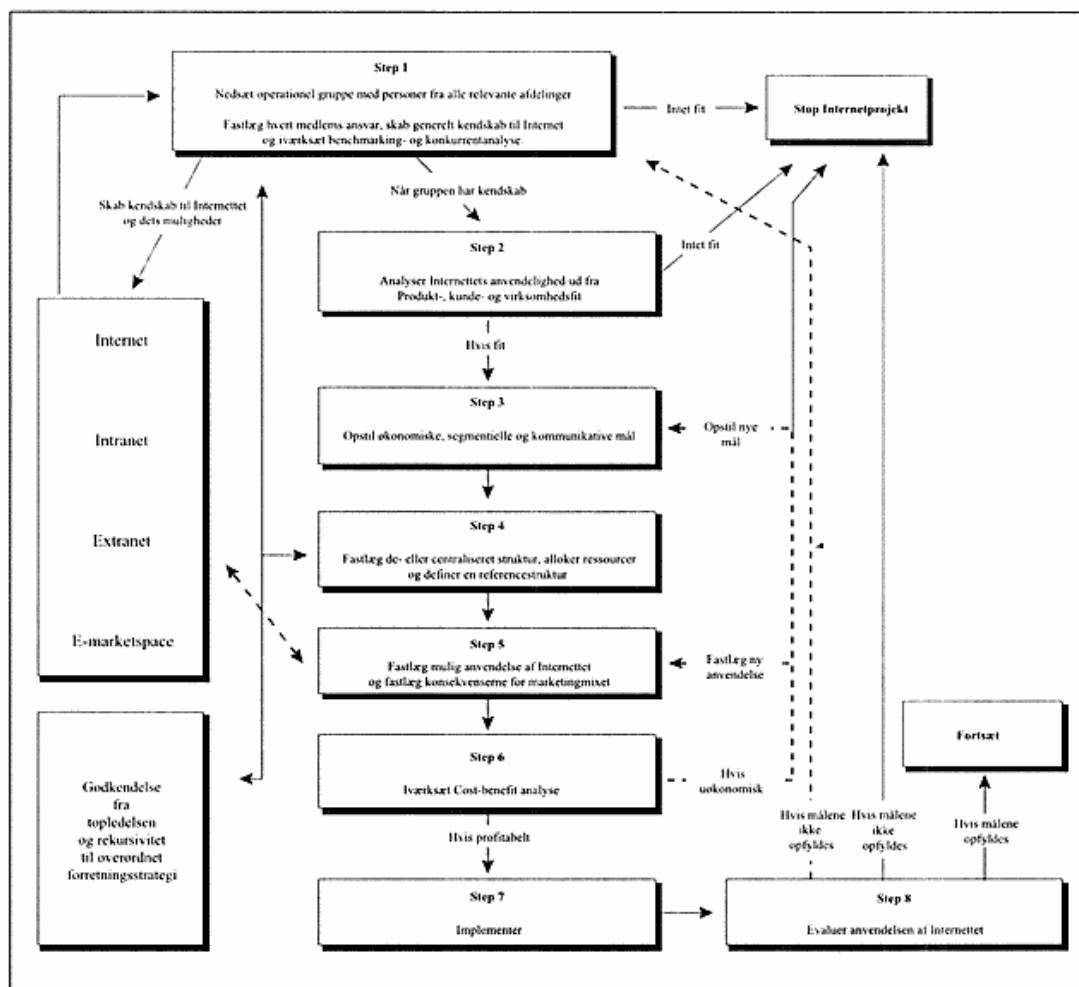 Step 1
Nedsæt operationel gruppe med personer fra alle relevante afdelinger
Fastlæg hvert medlems ansvar, skab generelt kendskab til Internet
og iværksæt benchmarking- og konkurrentanalyse.
Intet fit
Stop Internetprojekt
Skab kendskab til Internettet
og dets muligheder
Når gruppen har kendskab
Step 2
Analyser Internettets anvendelighed ud fra
Produkt-, kunde- og virksomhedsfit
Intet fit
Hvis fit
Internet
Intranet
Extranet
E-marketspace
Step 3
Opstil økonomiske, segmentielle og kommunikative mål
Opstil nye
mål
Step 4
Fastlæg de- eller centraliseret struktur, alloker ressourcer
og definer en referencestruktur
Step 5
Fastlæg mulig anvendelse af Internettet
og fastlæg konsekvenserne for marketingmixet
Fastlæg ny
anvendelse
Step 6
Iværksæt Cost-benefit analyse
Hvis
uøkonomisk
Fortsæt
Godkendelse
fra
topledelsen
og rekursivitet
til overordnet
forretningsstrategi
Hvis profitabelt
Hvis målene
ikke
opfyldes
Hvis målene
ikke
opfyldes
Hvis målene
opfyldes
Step 7
Implementer
Step 8
Evaluer anvendelsen af Internettet